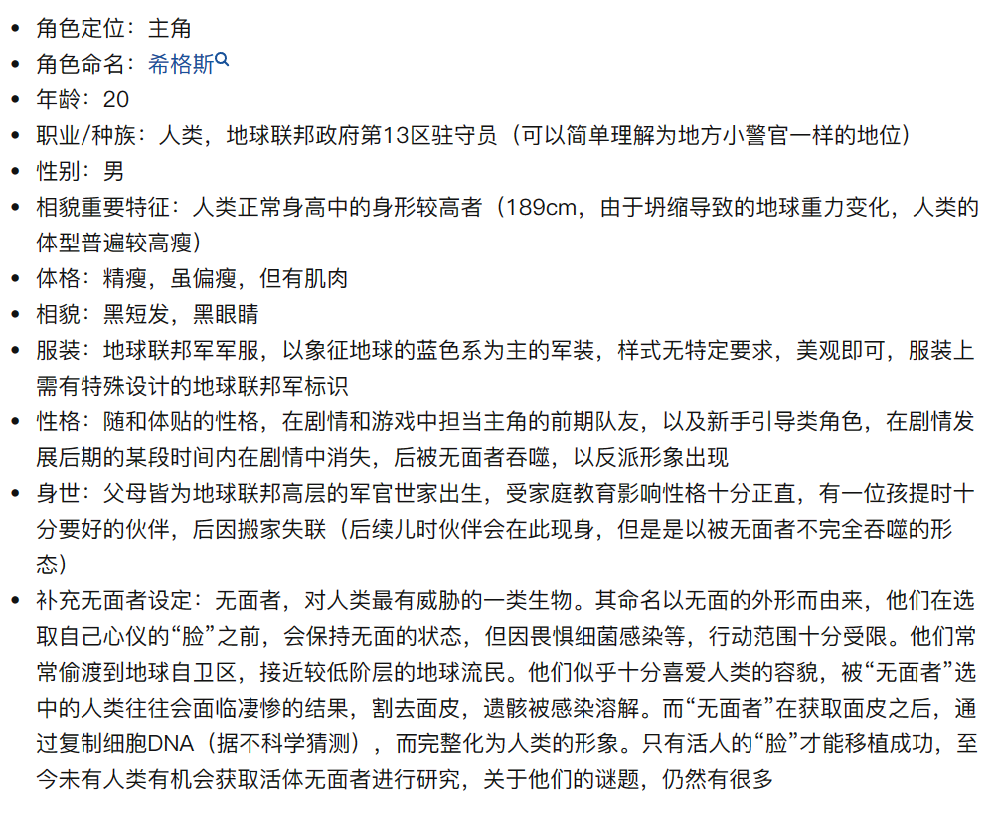 • 角色定位：主角
• 角色命名：希格斯
• 年龄：20
• 职业/种族：人类，地球联邦政府第13区驻守员（可以简单理解为地方小警官一样的地位）
• 性别：男
• 相貌重要特征：人类正常身高中的身形较高者（189cm，由于坍缩导致的地球重力变化，人类的
体型普遍较高瘦）
• 体格：精瘦，虽偏瘦，但有肌肉
• 相貌：黑短发，黑眼睛
• 服装：地球联邦军军服，以象征地球的蓝色系为主的军装，样式无特定要求，美观即可，服装上
需有特殊设计的地球联邦军标识
• 性格：随和体贴的性格，在剧情和游戏中担当主角的前期队友，以及新手引导类角色，在剧情发
展后期的某段时间内在剧情中消失，后被无面者吞噬，以反派形象出现
• 身世：父母皆为地球联邦高层的军官世家出生，受家庭教育影响性格十分正直，有一位孩提时十
分要好的伙伴，后因搬家失联（后续儿时伙伴会在此现身，但是是以被无面者不完全吞噬的形
态）
• 补充无面者设定：无面者，对人类最有威胁的一类生物。其命名以无面的外形而由来，他们在选
取自己心仪的“脸”之前，会保持无面的状态，但因畏惧细菌感染等，行动范围十分受限。他们常
常偷渡到地球自卫区，接近较低阶层的地球流民。他们似乎十分喜爱人类的容貌，被“无面者”选
中的人类往往会面临凄惨的结果，割去面皮，遗骸被感染溶解。而“无面者”在获取面皮之后，通
过复制细胞DNA（据不科学猜测），而完整化为人类的形象。只有活人的“脸”才能移植成功，至
今未有人类有机会获取活体无面者进行研究，关于他们的谜题，仍然有很多